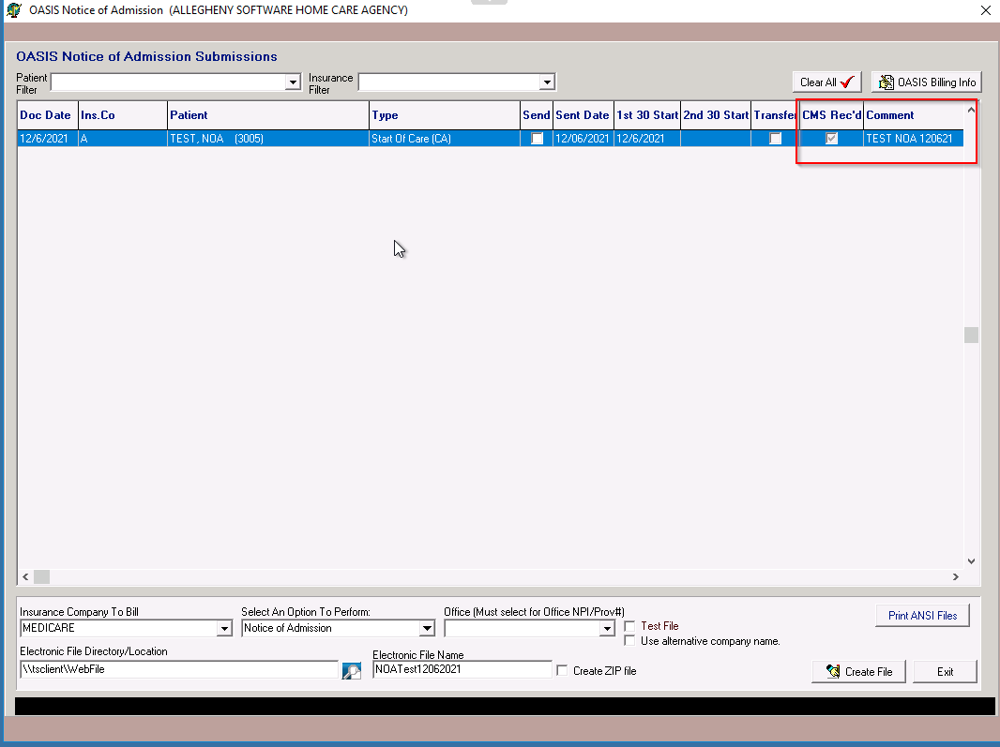 OASIS Notice of Admission (ALLEGHENY SOFTWARE HOME CARE AGENCY)
OASIS Notice of Admission Submissions
Patient Filter
Insurance Filter
Clear All
OASIS Billing Info
Doc Date Ins.Co Patient Type Send Sent Date 1st 30 Start 2nd 30 Start Transfer CMS Rec'd Comment
12/6/2021 A TEST, NOA (3005) Start Of Care (CA) 12/06/2021 12/6/2021 TEST NOA 120621
Insurance Company To Bill
MEDICARE
Select An Option To Perform:
Notice of Admission
Office (Must select for Office NPI/Prov#)
Test File
Use alternative company name.
Print ANSI Files
Electronic File Directory/Location
\\tsclient\WebFile
Electronic File Name
NOATest12062021
Create ZIP file
Create File
Exit